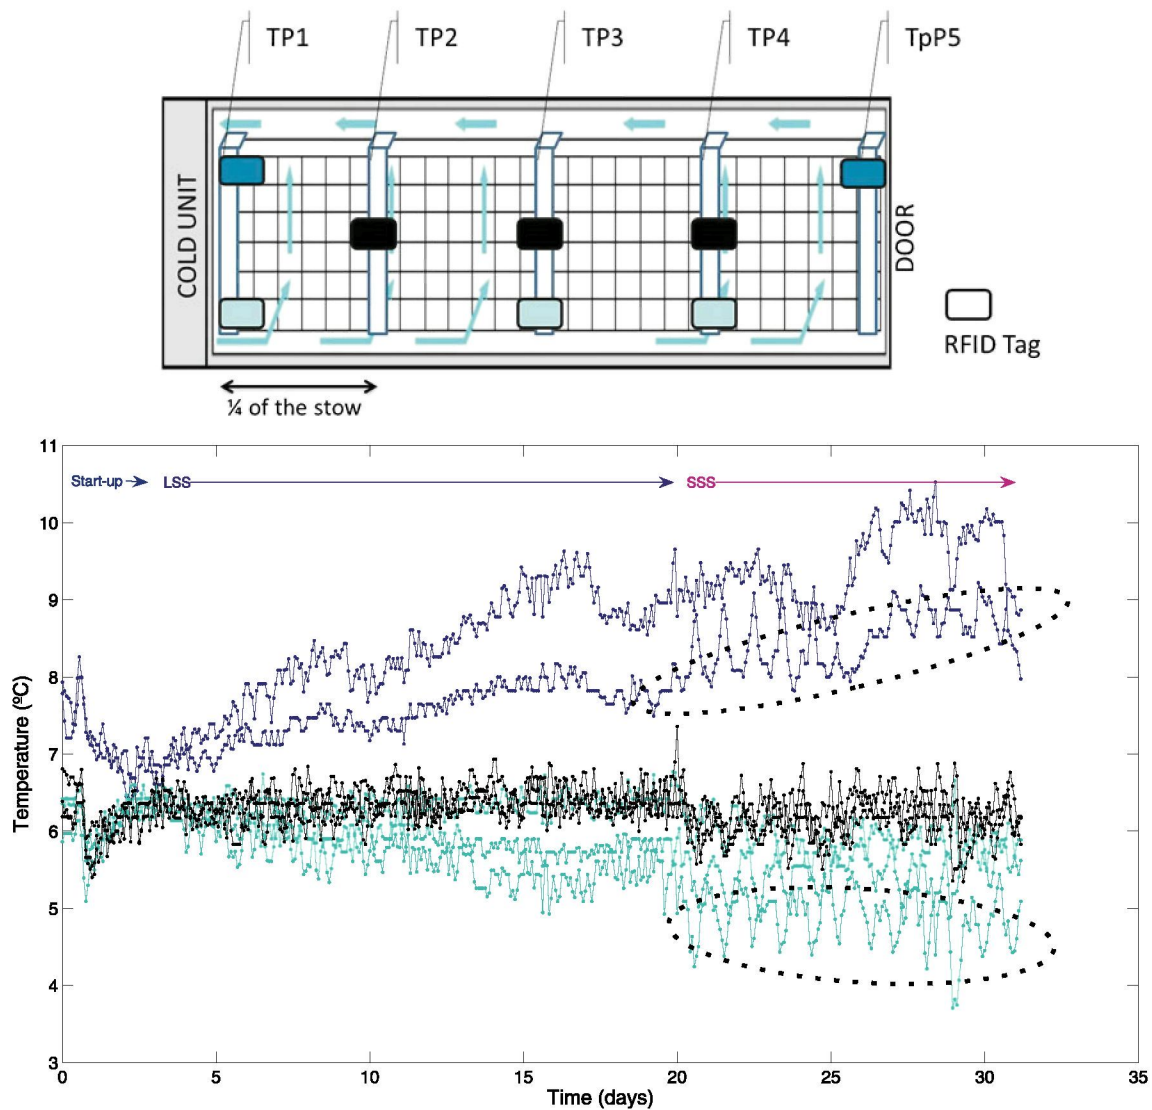 TP1 TP2 TP3 TP4 TpP5
COLD UNIT
DOOR
RFID Tag
¼ of the stow
Start-up LSS SSS
Temperature (ºC)
11
10
9
8
7
6
5
4
3
0 5 10 15 20 25 30 35
Time (days)